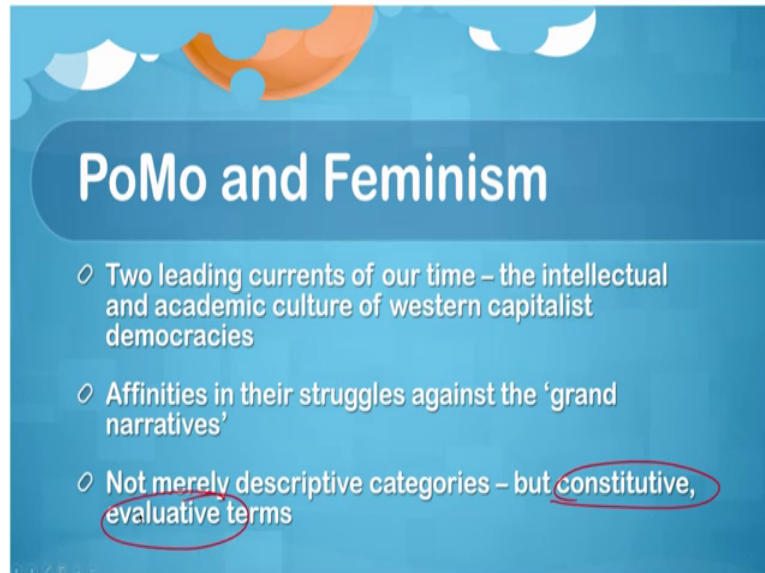 PoMo and Feminism
Two leading currents of our time – the intellectual
and academic culture of western capitalist
democracies
Affinities in their struggles against the ‘grand
narratives’
Not merely descriptive categories – but constitutive,
evaluative terms